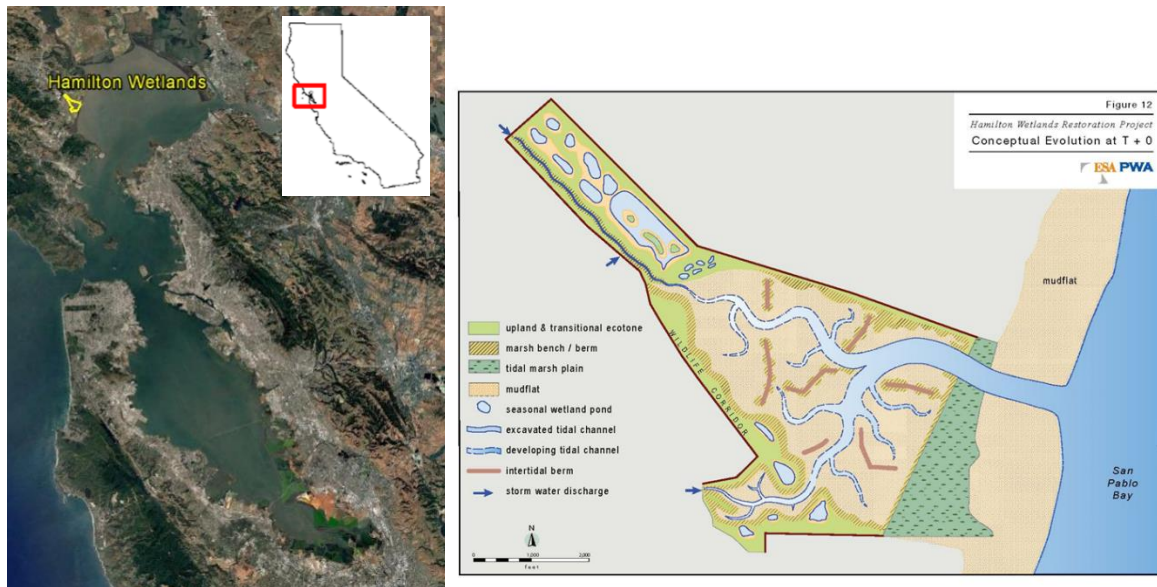 Hamilton Wetlands
Figure 12
Hamilton Wetlands Restoration Project
Conceptual Evolution at T + 0
ESA PWA
mudflat
upland & transitional ecotone
marsh bench / berm
tidal marsh plain
mudflat
seasonal wetland pond
excavated tidal channel
developing tidal channel
intertidal berm
storm water discharge
WILDLIFE CORRIDOR
San
Pablo
Bay
N
0 1,000 2,000
feet